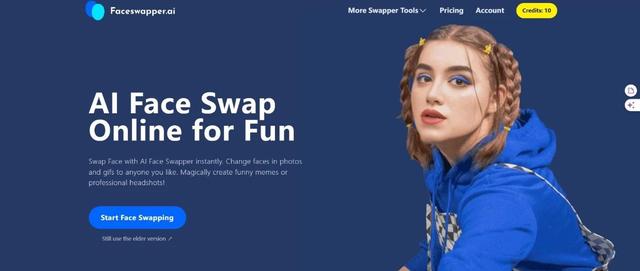 Faceswapper.ai
More Swapper Tools
Pricing
Account
Credits: 10
AI Face Swap
Online for Fun
Swap Face with AI Face Swapper instantly. Change faces in photos
and gifs to anyone you like. Magically create funny memes or
professional headshots!
Start Face Swapping
Still use the older version ↗